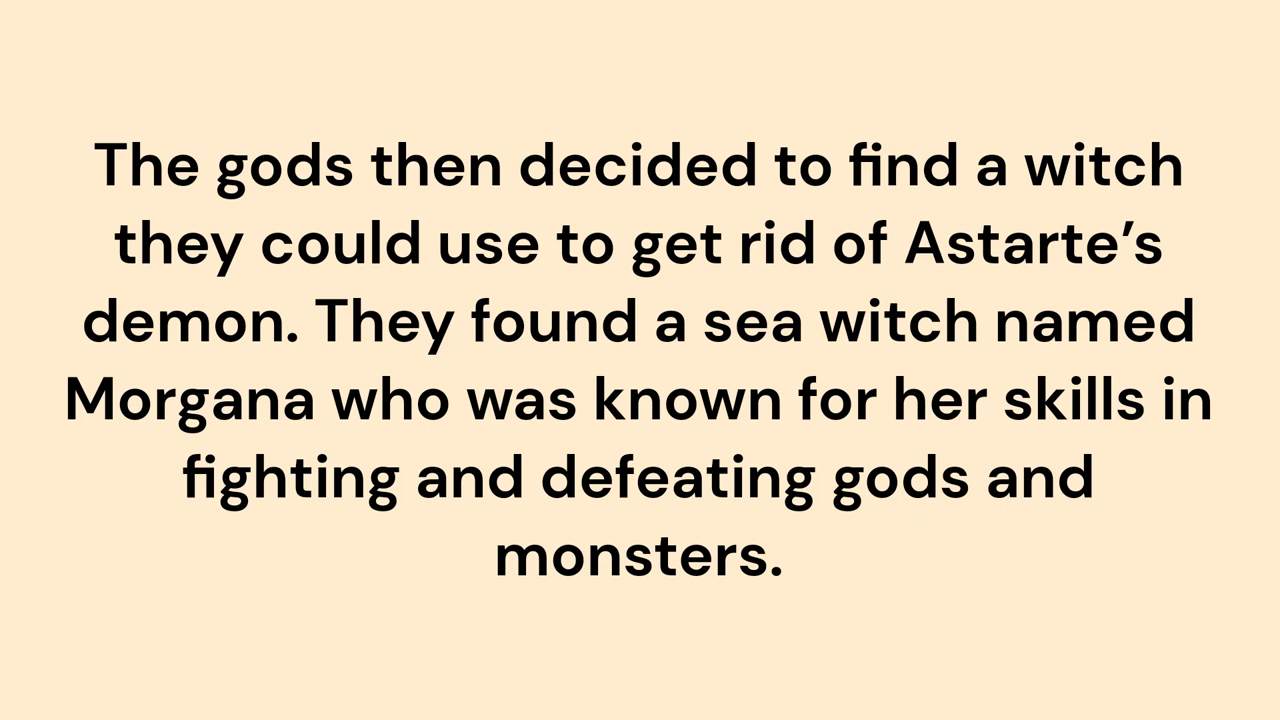 The gods then decided to find a witch
they could use to get rid of Astarte’s
demon. They found a sea witch named
Morgana who was known for her skills in
fighting and defeating gods and
monsters.